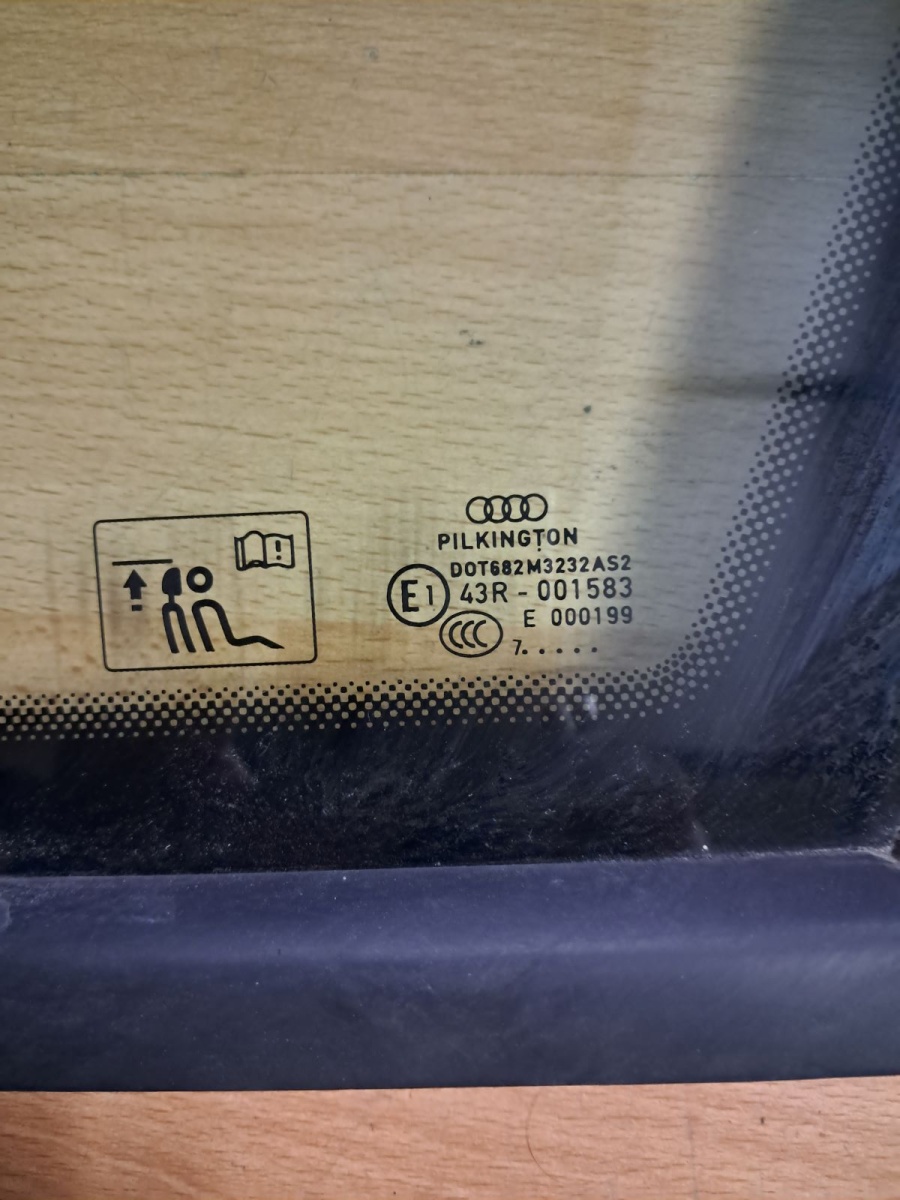 PILKINGTON
DOT682M3232AS2
E1 43R - 001583
E 000199
CCC
7.....